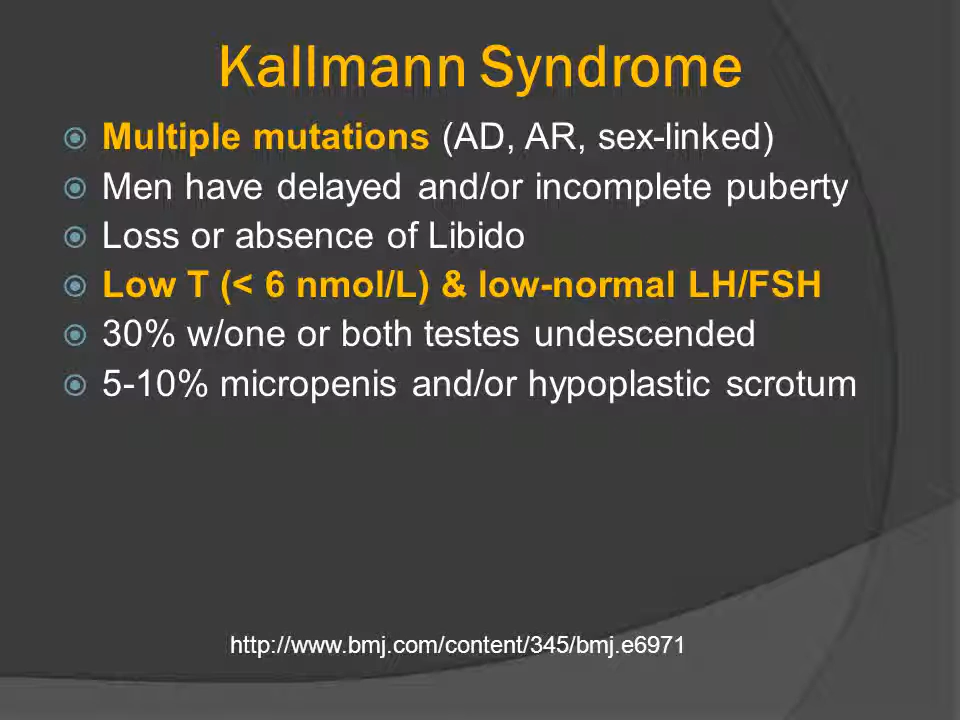 Kallmann Syndrome
Multiple mutations (AD, AR, sex-linked)
Men have delayed and/or incomplete puberty
Loss or absence of Libido
Low T (< 6 nmol/L) & low-normal LH/FSH
30% w/one or both testes undescended
5-10% micropenis and/or hypoplastic scrotum
http://www.bmj.com/content/345/bmj.e6971